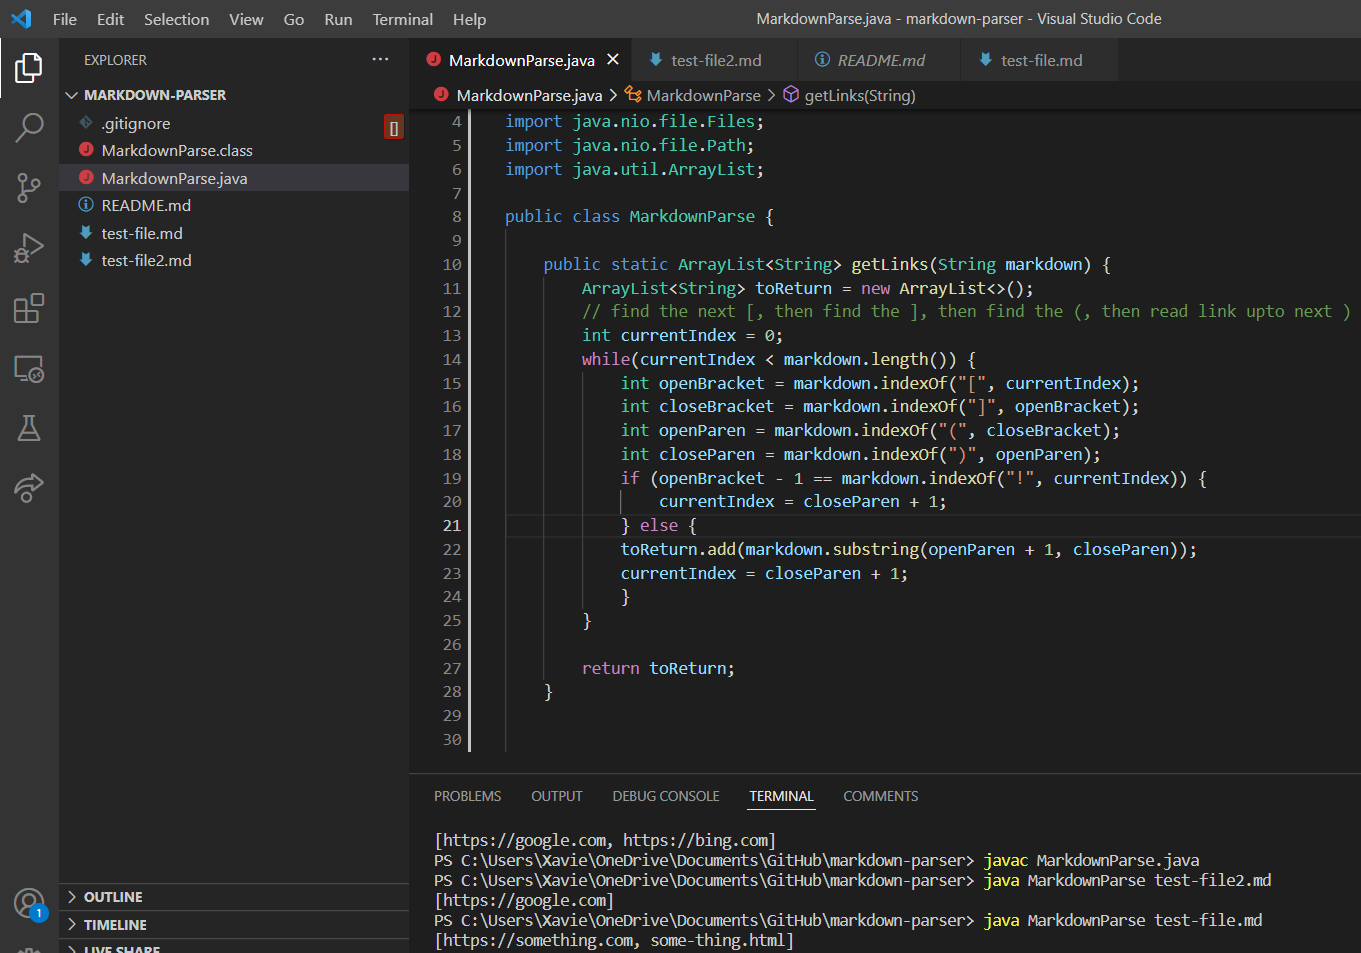 File Edit Selection View Go Run Terminal Help
MarkdownParse.java - markdown-parser - Visual Studio Code
EXPLORER ...
MARKDOWN-PARSER
.gitignore
[]
J MarkdownParse.class
J MarkdownParse.java
README.md
test-file.md
test-file2.md
OUTLINE
TIMELINE
LIVE SHARE
1
J MarkdownParse.java × test-file2.md README.md test-file.md
J MarkdownParse.java > MarkdownParse > getLinks(String)
4 import java.nio.file.Files;
5 import java.nio.file.Path;
6 import java.util.ArrayList;
7
8 public class MarkdownParse {
9
10 public static ArrayList<String> getLinks(String markdown) {
11 ArrayList<String> toReturn = new ArrayList<>();
12 // find the next [, then find the ], then find the (, then read link upto next )
13 int currentIndex = 0;
14 while(currentIndex < markdown.length()) {
15 int openBracket = markdown.indexOf("[", currentIndex);
16 int closeBracket = markdown.indexOf("]", openBracket);
17 int openParen = markdown.indexOf("(", closeBracket);
18 int closeParen = markdown.indexOf(")", openParen);
19 if (openBracket - 1 == markdown.indexOf("!", currentIndex)) {
20 currentIndex = closeParen + 1;
21 } else {
22 toReturn.add(markdown.substring(openParen + 1, closeParen));
23 currentIndex = closeParen + 1;
24 }
25 }
26
27 return toReturn;
28 }
29
30
PROBLEMS OUTPUT DEBUG CONSOLE TERMINAL COMMENTS
[https://google.com, https://bing.com]
PS C:\Users\Xavie\OneDrive\Documents\GitHub\markdown-parser> javac MarkdownParse.java
PS C:\Users\Xavie\OneDrive\Documents\GitHub\markdown-parser> java MarkdownParse test-file2.md
[https://google.com]
PS C:\Users\Xavie\OneDrive\Documents\GitHub\markdown-parser> java MarkdownParse test-file.md
[https://something.com, some-thing.html]